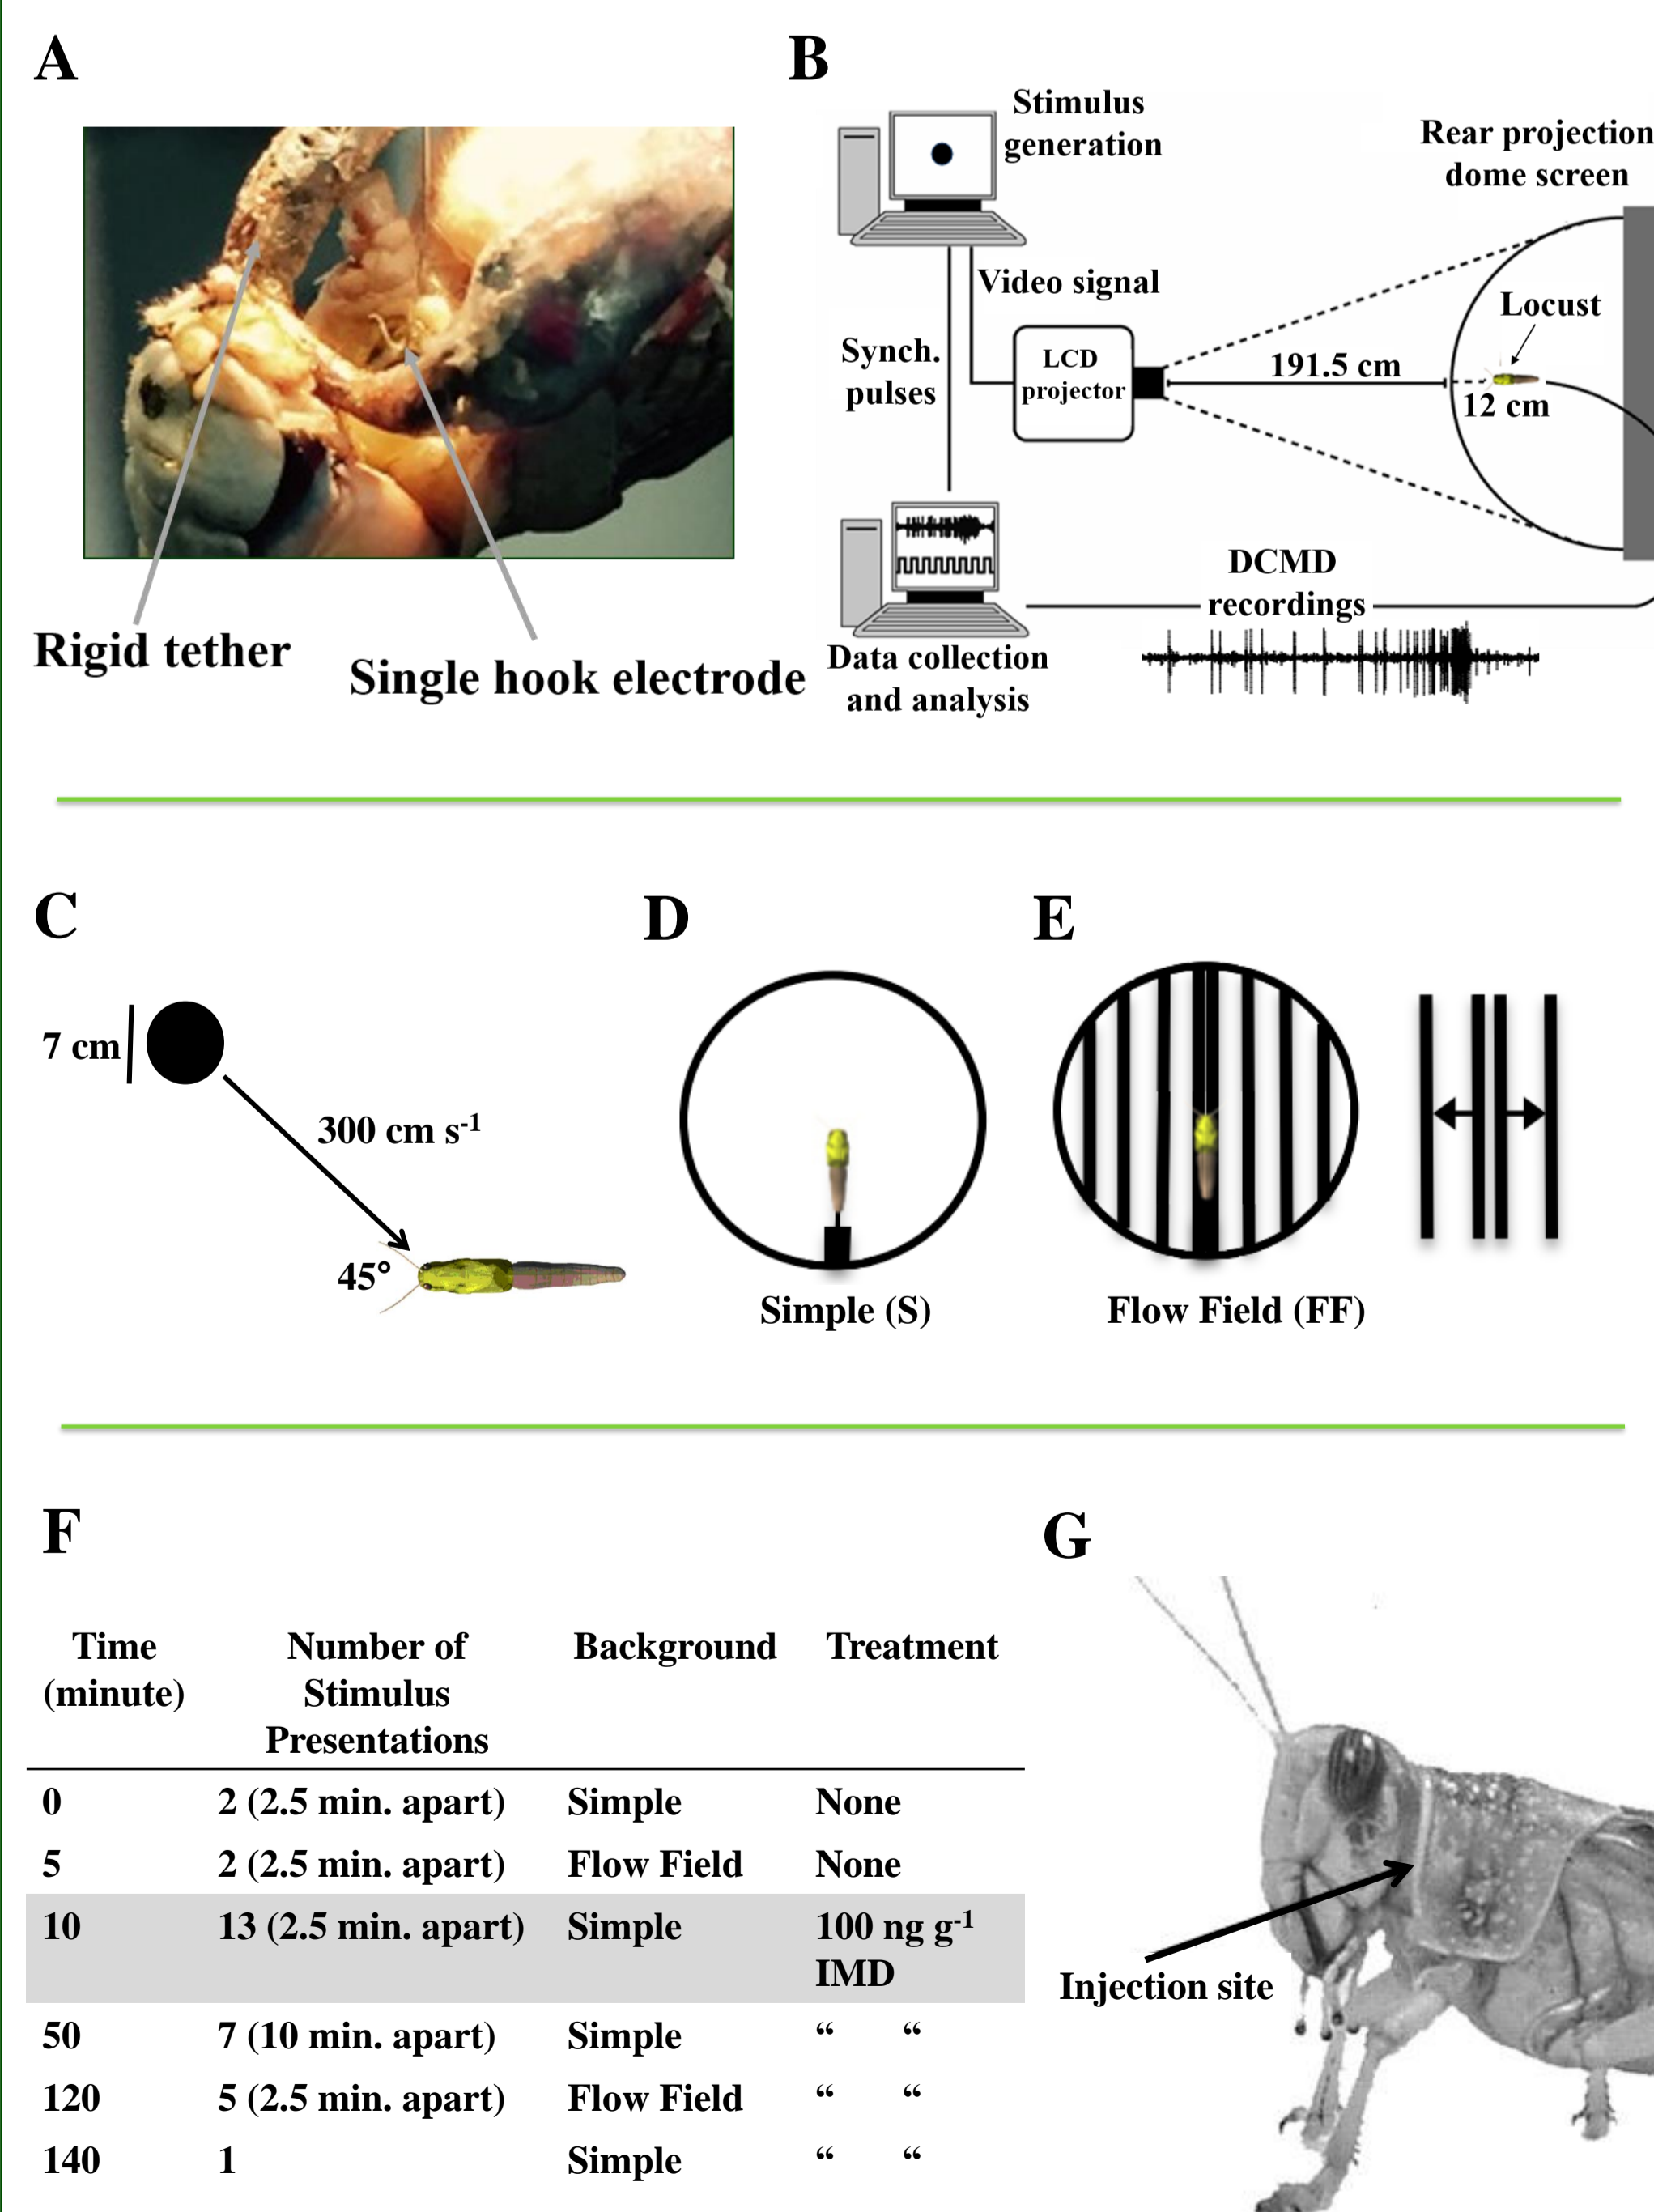 A
Rigid tether
Single hook electrode
B
Stimulus
generation
Rear projection
dome screen
Video signal
Locust
Synch.
pulses
LCD
projector
191.5 cm
12 cm
DCMD
recordings
Data collection
and analysis
C
7 cm
300 cm s-1
45°
D
Simple (S)
E
Flow Field (FF)
F
Time
(minute)
Number of
Stimulus
Presentations
Background
Treatment
0 2 (2.5 min. apart) Simple None
5 2 (2.5 min. apart) Flow Field None
10 13 (2.5 min. apart) Simple 100 ng g-1
IMD
50 7 (10 min. apart) Simple “ “
120 5 (2.5 min. apart) Flow Field “ “
140 1 Simple “ “
G
Injection site